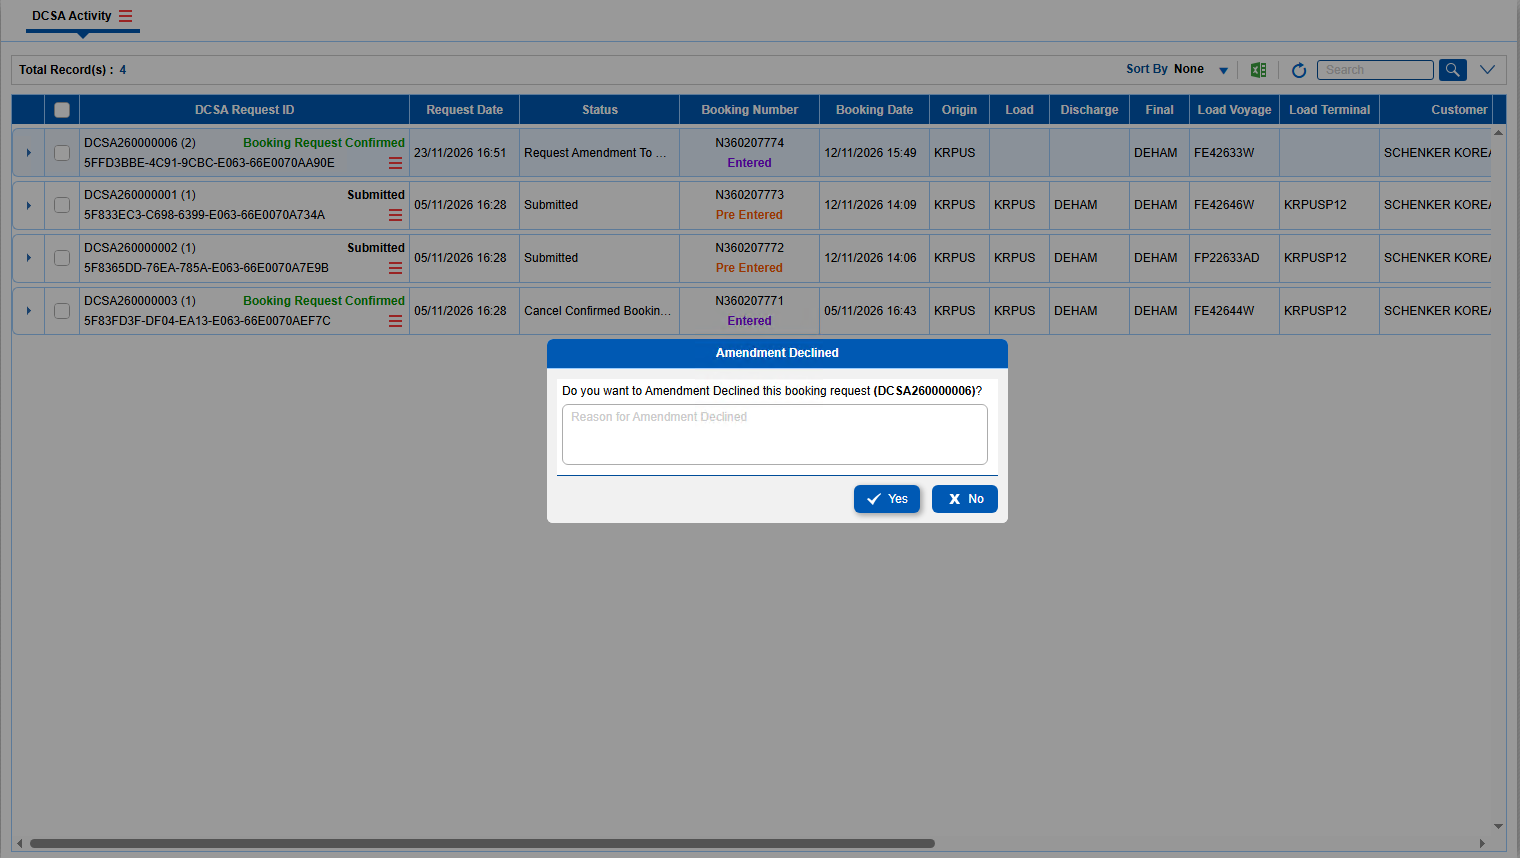 DCSA Activity
Total Record(s) : 4
Sort By None
Search
DCSA Request ID Request Date Status Booking Number Booking Date Origin Load Discharge Final Load Voyage Load Terminal Customer
DCSA260000006 (2) Booking Request Confirmed
5FFD3BBE-4C91-9CBC-E063-66E0070AA90E
23/11/2026 16:51 Request Amendment To ...
N360207774
Entered
12/11/2026 15:49 KRPUS DEHAM FE42633W SCHENKER KOREA
DCSA260000001 (1) Submitted
5F833EC3-C698-6399-E063-66E0070A734A
05/11/2026 16:28 Submitted
N360207773
Pre Entered
12/11/2026 14:09 KRPUS KRPUS DEHAM DEHAM FE42646W KRPUSP12 SCHENKER KOREA
DCSA260000002 (1) Submitted
5F8365DD-76EA-785A-E063-66E0070A7E9B
05/11/2026 16:28 Submitted
N360207772
Pre Entered
12/11/2026 14:06 KRPUS KRPUS DEHAM DEHAM FP22633AD KRPUSP12 SCHENKER KOREA
DCSA260000003 (1) Booking Request Confirmed
5F83FD3F-DF04-EA13-E063-66E0070AEF7C
05/11/2026 16:28 Cancel Confirmed Bookin...
N360207771
Entered
05/11/2026 16:43 KRPUS KRPUS DEHAM DEHAM FE42644W KRPUSP12 SCHENKER KOREA
Amendment Declined
Do you want to Amendment Declined this booking request (DCSA260000006)?
Reason for Amendment Declined
Yes
No